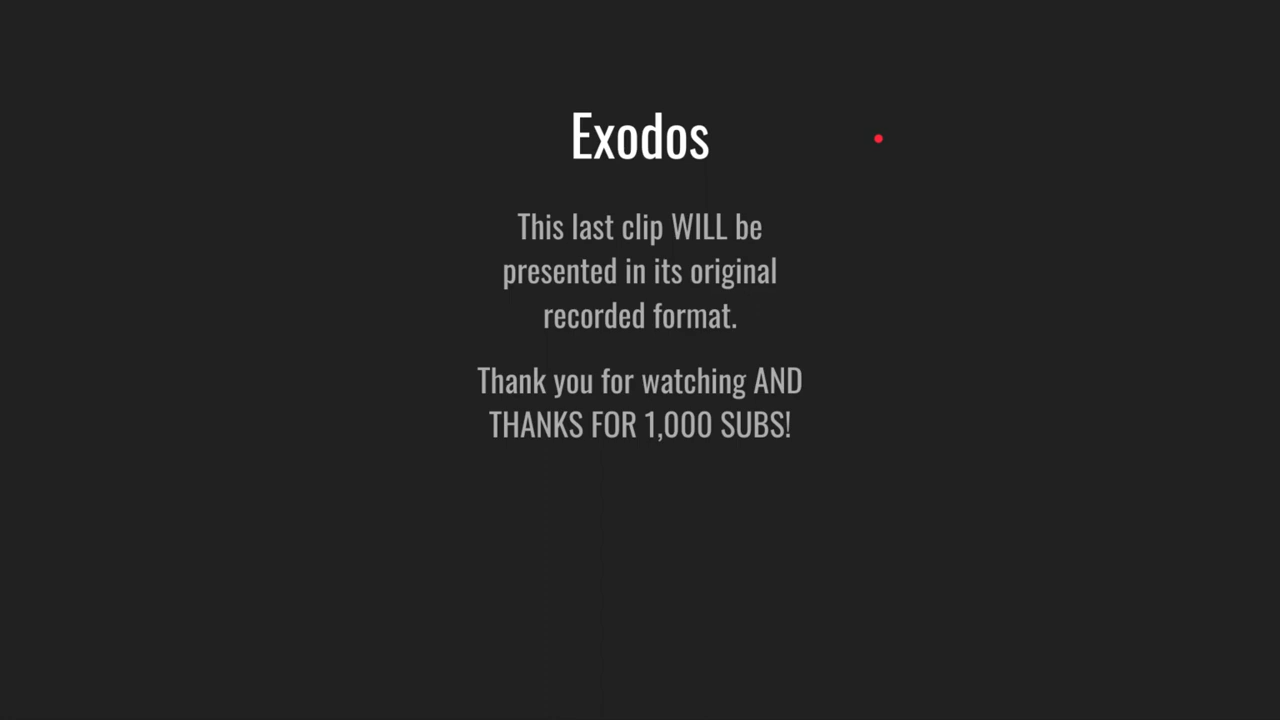 Exodos
This last clip WILL be
presented in its original
recorded format.
Thank you for watching AND
THANKS FOR 1,000 SUBS!